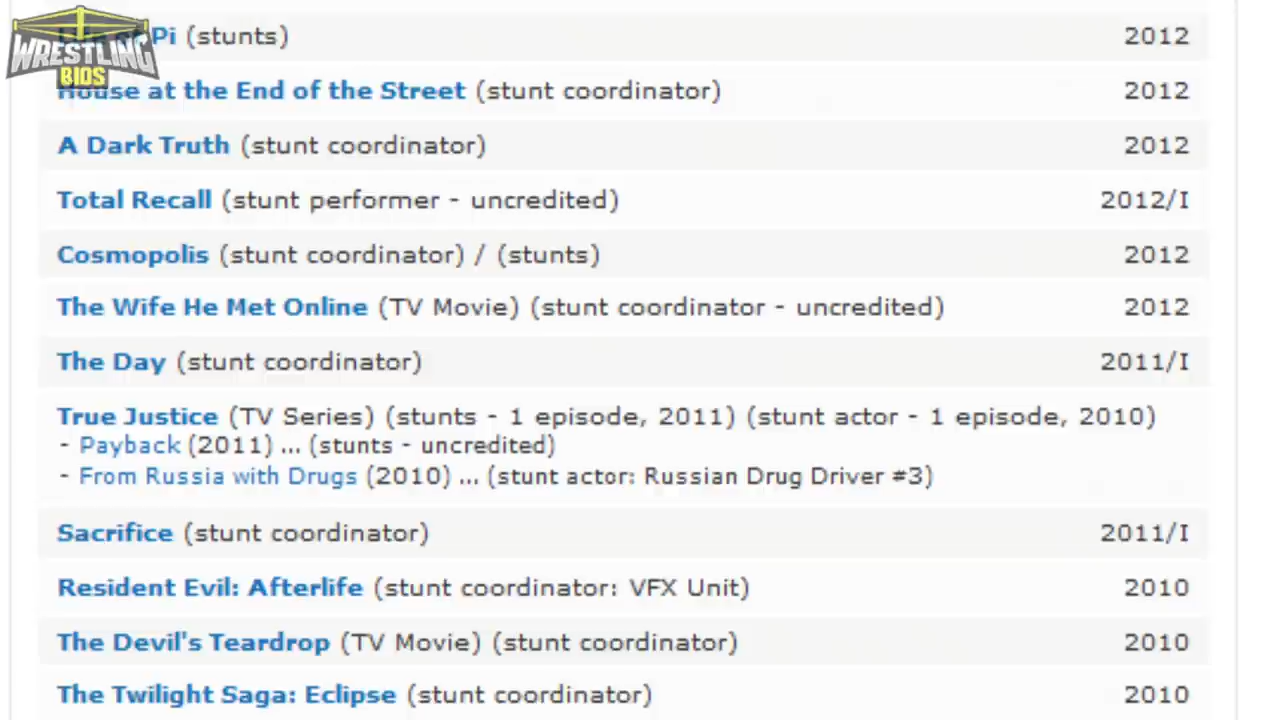 WRESTLING
BIDS
Life of Pi (stunts) 2012
House at the End of the Street (stunt coordinator) 2012
A Dark Truth (stunt coordinator) 2012
Total Recall (stunt performer - uncredited) 2012/I
Cosmopolis (stunt coordinator) / (stunts) 2012
The Wife He Met Online (TV Movie) (stunt coordinator - uncredited) 2012
The Day (stunt coordinator) 2011/I
True Justice (TV Series) (stunts - 1 episode, 2011) (stunt actor - 1 episode, 2010)
- Payback (2011) ... (stunts - uncredited)
- From Russia with Drugs (2010) ... (stunt actor: Russian Drug Driver #3)
Sacrifice (stunt coordinator) 2011/I
Resident Evil: Afterlife (stunt coordinator: VFX Unit) 2010
The Devil's Teardrop (TV Movie) (stunt coordinator) 2010
The Twilight Saga: Eclipse (stunt coordinator) 2010